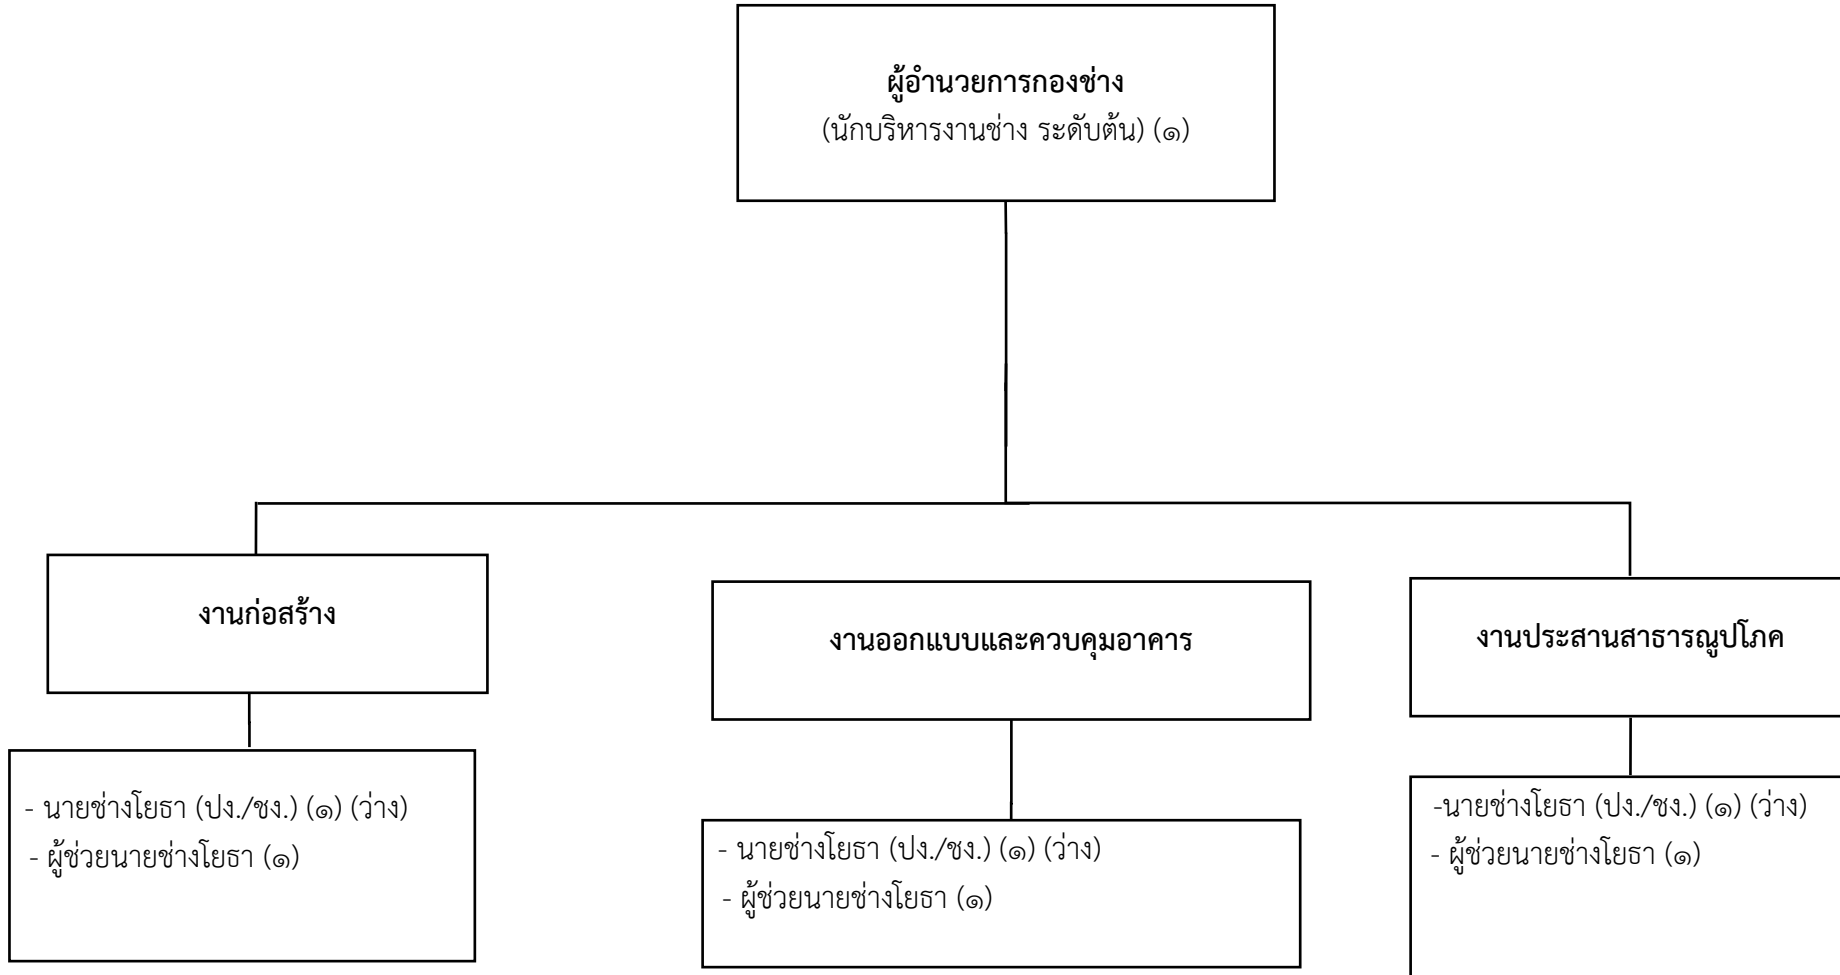 ผู้อำนวยการกองช่าง
(นักบริหารงานช่าง ระดับต้น) (๑)
งานก่อสร้าง
งานออกแบบและควบคุมอาคาร
งานประสานสาธารณูปโภค
- นายช่างโยธา (ปง./ชง.) (๑) (ว่าง)
- ผู้ช่วยนายช่างโยธา (๑)
- นายช่างโยธา (ปง./ชง.) (๑) (ว่าง)
- ผู้ช่วยนายช่างโยธา (๑)
-นายช่างโยธา (ปง./ชง.) (๑) (ว่าง)
- ผู้ช่วยนายช่างโยธา (๑)